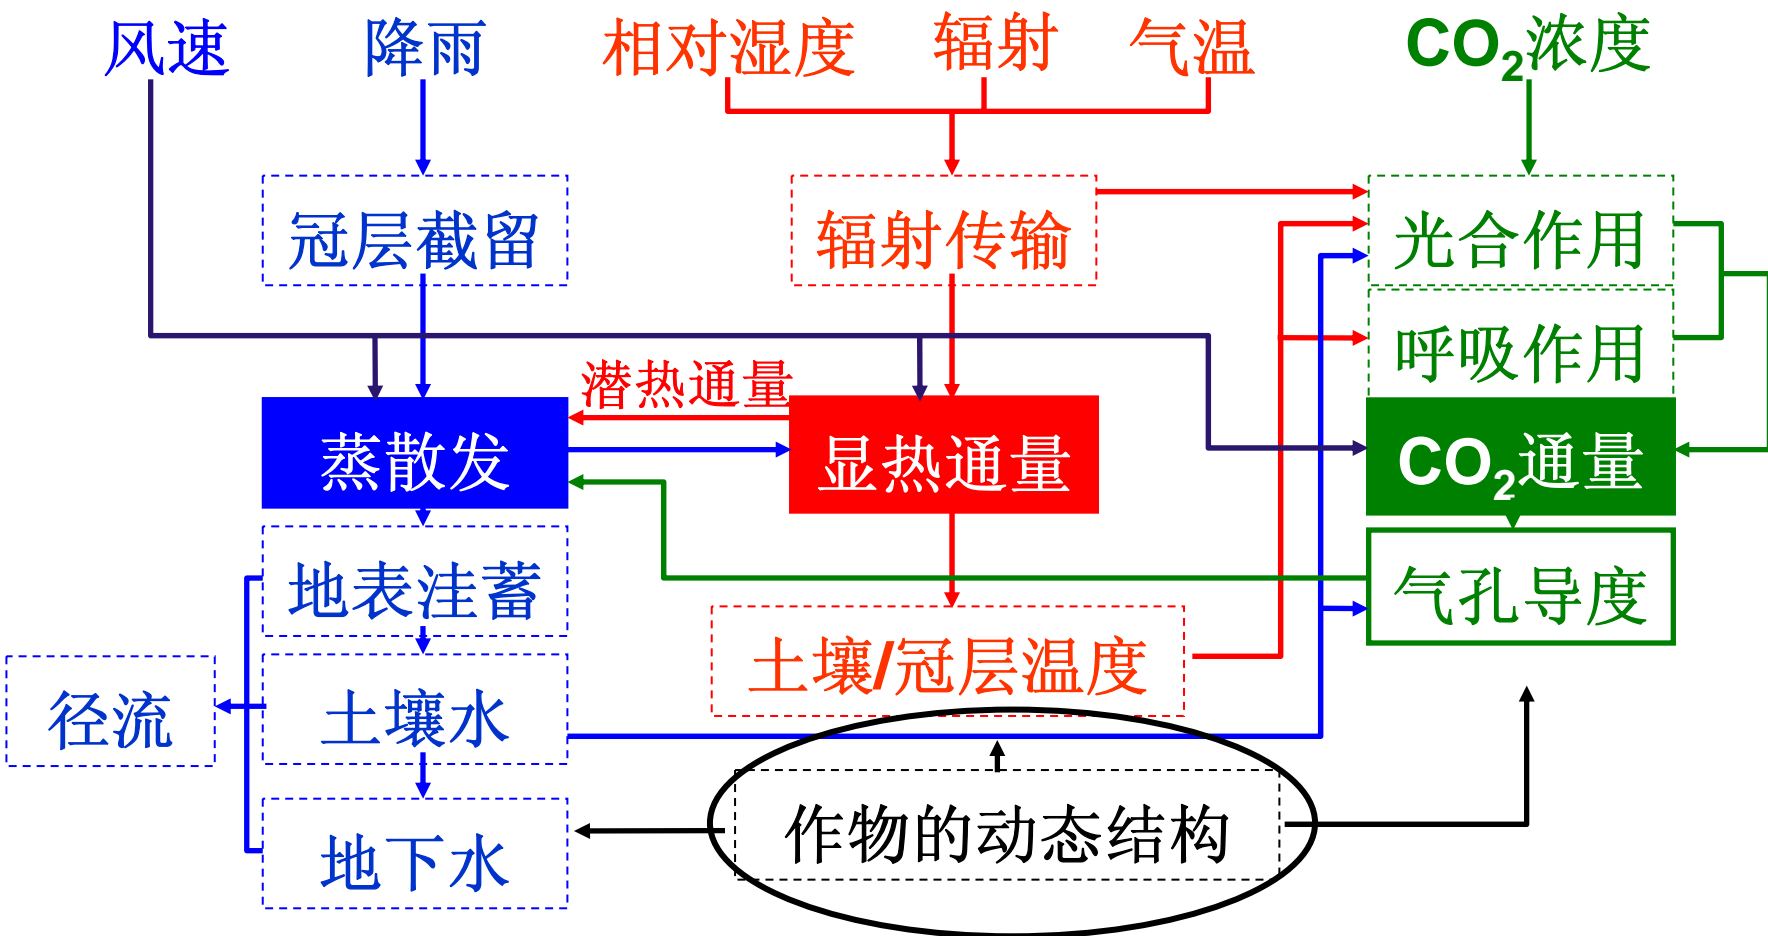 风速
降雨
相对湿度
辐射
气温
CO2浓度
冠层截留
辐射传输
光合作用
呼吸作用
潜热通量
蒸散发
显热通量
CO2通量
地表洼蓄
气孔导度
土壤/冠层温度
径流
土壤水
作物的动态结构
地下水